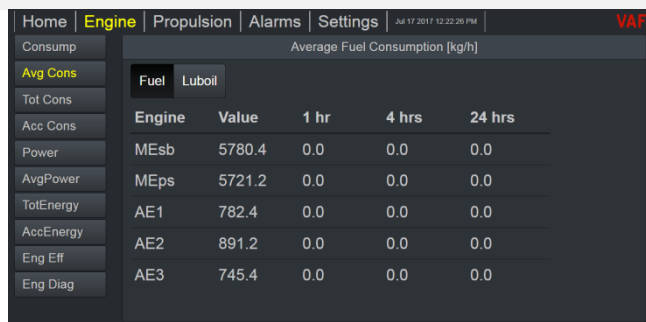 Home Engine Propulsion Alarms Settings Jul 17 2017 12:22:26 PM VAF
Consump
Avg Cons
Tot Cons
Acc Cons
Power
AvgPower
TotEnergy
AccEnergy
Eng Eff
Eng Diag
Average Fuel Consumption [kg/h]
Fuel Luboil
Engine Value 1 hr 4 hrs 24 hrs
MEsb 5780.4 0.0 0.0 0.0
MEps 5721.2 0.0 0.0 0.0
AE1 782.4 0.0 0.0 0.0
AE2 891.2 0.0 0.0 0.0
AE3 745.4 0.0 0.0 0.0